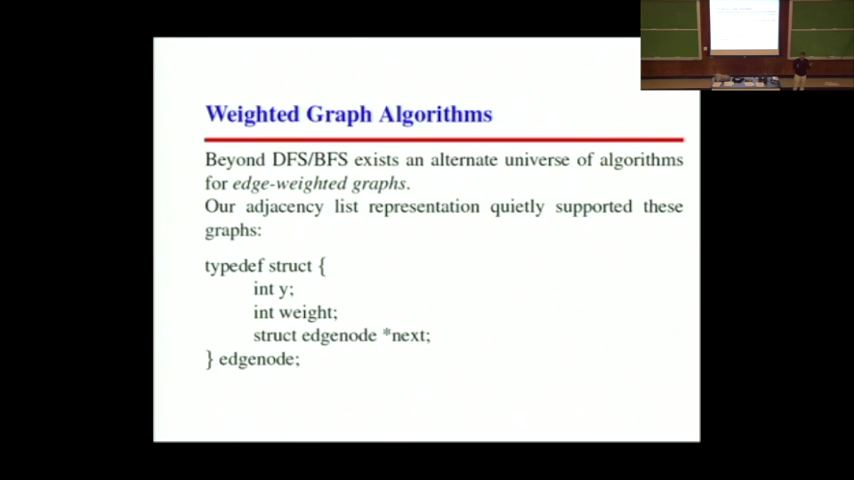 Weighted Graph Algorithms
Beyond DFS/BFS exists an alternate universe of algorithms
for edge-weighted graphs.
Our adjacency list representation quietly supported these
graphs:
typedef struct {
int y;
int weight;
struct edgenode *next;
} edgenode;